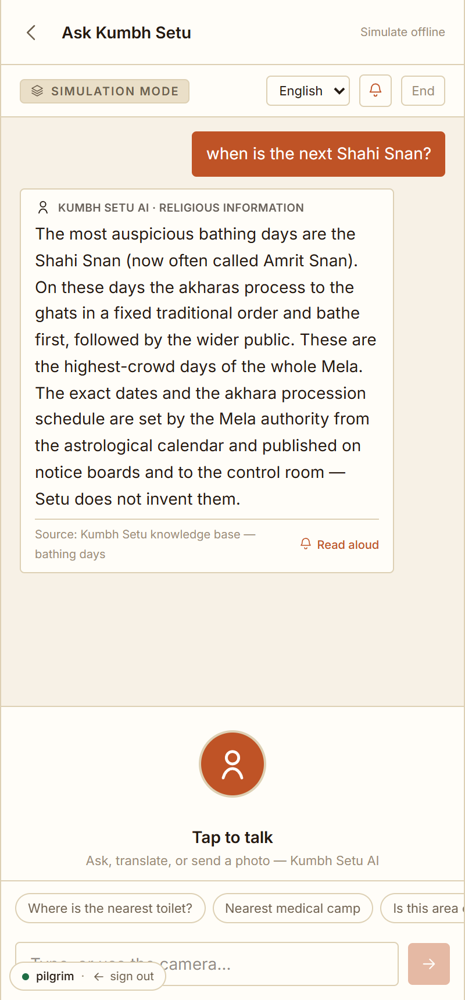 Ask Kumbh Setu
Simulate offline
SIMULATION MODE
English
End
when is the next Shahi Snan?
KUMBH SETU AI · RELIGIOUS INFORMATION
The most auspicious bathing days are the
Shahi Snan (now often called Amrit Snan).
On these days the akharas process to the
ghats in a fixed traditional order and bathe
first, followed by the wider public. These are
the highest-crowd days of the whole Mela.
The exact dates and the akhara procession
schedule are set by the Mela authority from
the astrological calendar and published on
notice boards and to the control room —
Setu does not invent them.
Source: Kumbh Setu knowledge base —
bathing days
Read aloud
Tap to talk
Ask, translate, or send a photo — Kumbh Setu AI
Where is the nearest toilet?
Nearest medical camp
Is this area
camera...
pilgrim · ← sign out